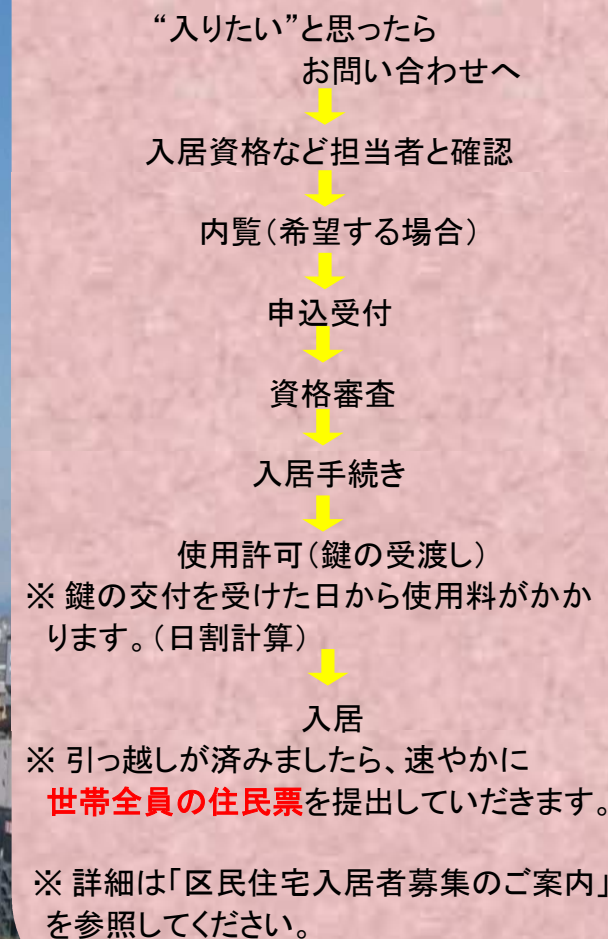 “入りたい”と思ったら
お問い合わせへ
入居資格など担当者と確認
内覧（希望する場合）
申込受付
資格審査
入居手続き
使用許可（鍵の受渡し）
※ 鍵の交付を受けた日から使用料がかか
ります。（日割計算）
入居
※ 引っ越しが済みましたら、速やかに
世帯全員の住民票を提出していだきます。
※ 詳細は「区民住宅入居者募集のご案内」
を参照してください。